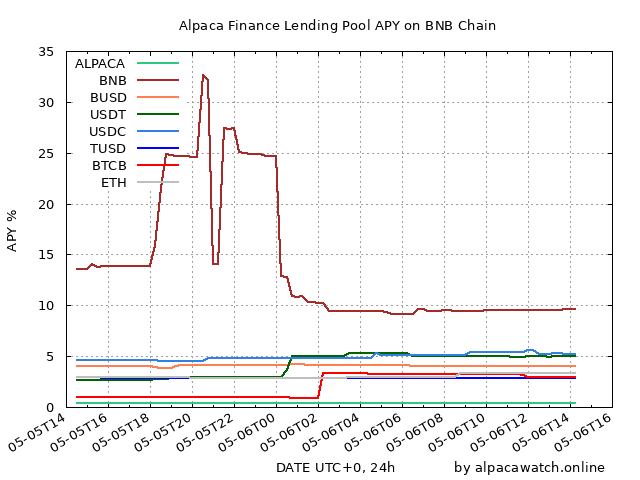 Alpaca Finance Lending Pool APY on BNB Chain
35
30
25
20
15
10
5
0
APY %
ALPACA
BNB
BUSD
USDT
USDC
TUSD
BTCB
ETH
05-05T14
05-05T16
05-05T18
05-05T20
05-05T22
05-06T00
05-06T02
05-06T04
05-06T06
05-06T08
05-06T10
05-06T12
05-06T14
05-06T16
DATE UTC+0, 24h by alpacawatch.online